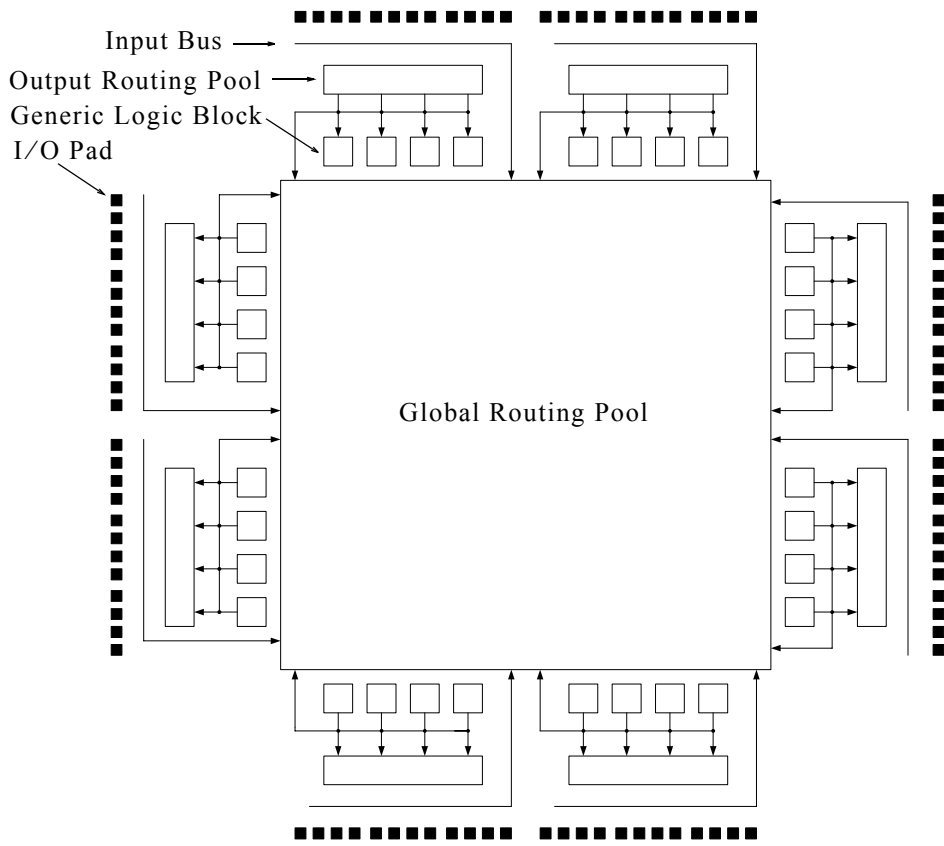 Input Bus
Output Routing Pool
Generic Logic Block
I/O Pad
Global Routing Pool